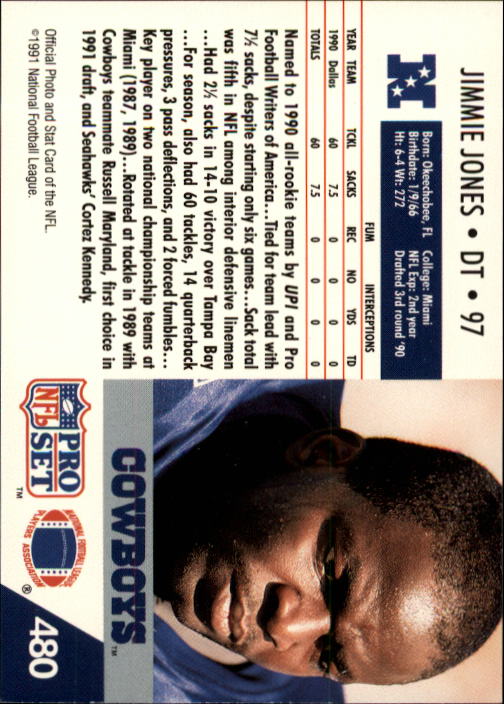 JIMMIE JONES • DT • 97
N
Born: Okeechobee, FL College: Miami
Birthdate: 1/9/66 NFL Exp: 2nd year
Ht: 6-4 Wt: 272 Drafted 3rd round '90
FUM INTERCEPTIONS
YEAR TEAM TCKL SACKS REC NO YDS TD
1990 Dallas 60 7.5 0 0 0 0
TOTALS 60 7.5 0 0 0 0
Named to 1990 all-rookie teams by UPI and Pro
Football Writers of America...Tied for team lead with
7½ sacks, despite starting only six games...Sack total
was fifth in NFL among interior defensive linemen
...Had 2½ sacks in 14-10 victory over Tampa Bay
...For season, also had 60 tackles, 14 quarterback
pressures, 3 pass deflections, and 2 forced fumbles...
Key player on two national championship teams at
Miami (1987, 1989)...Rotated at tackle in 1989 with
Cowboys teammate Russell Maryland, first choice in
1991 draft, and Seahawks' Cortez Kennedy.
Official Photo and Stat Card of the NFL.
©1991 National Football League.
COWBOYS™
PRO
NFL SET
™
NATIONAL FOOTBALL LEAGUE
PLAYERS ASSOCIATION
®
480